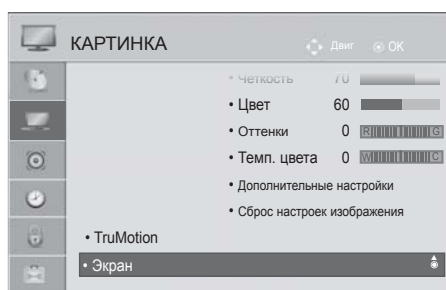 КАРТИНКА Двиг OK
• Четкость 70
• Цвет 60
• Оттенки 0 R G
• Темп. цвета 0 W C
• Дополнительные настройки
• Сброс настроек изображения
• TruMotion
• Экран